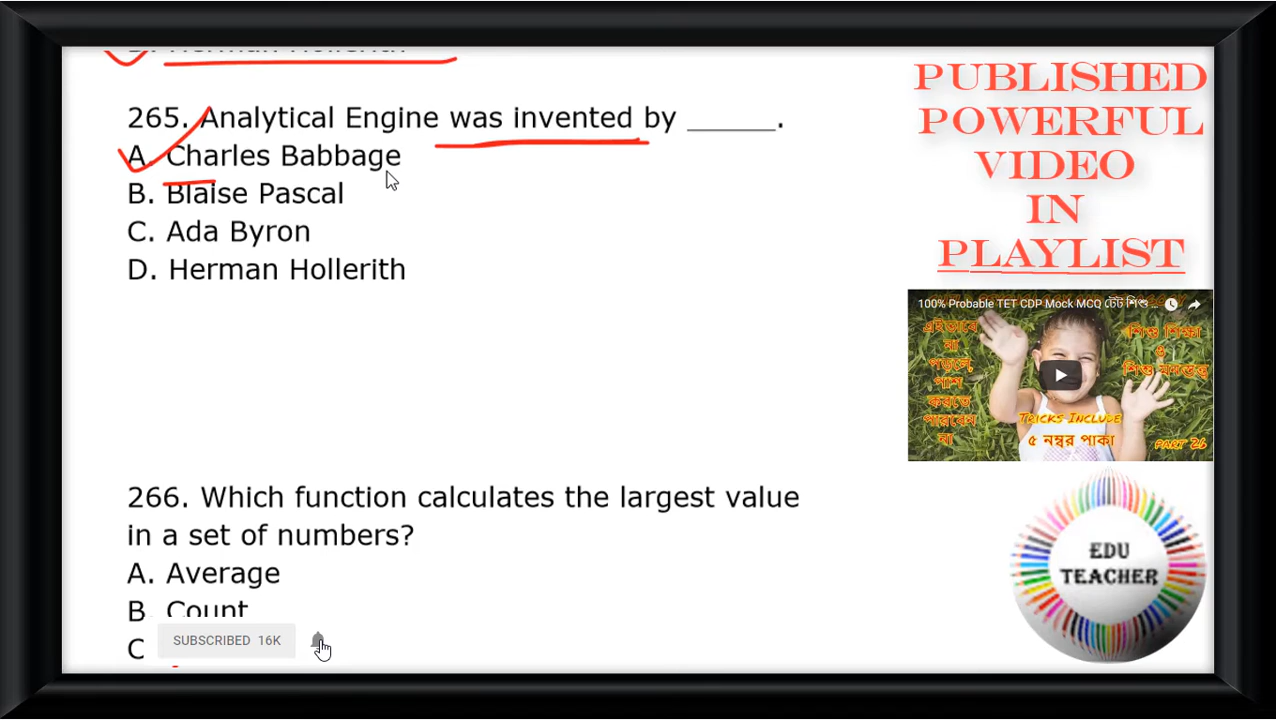 265. Analytical Engine was invented by ______.
A. Charles Babbage
B. Blaise Pascal
C. Ada Byron
D. Herman Hollerith
266. Which function calculates the largest value
in a set of numbers?
A. Average
B. Count
C
SUBSCRIBED 16K
PUBLISHED
POWERFUL
VIDEO
IN
PLAYLIST
100% Probable TET CDP Mock MCQ টেট শিশু ...
এইভাবে
না
পড়লে,
পাশ
করতে
পারবেন
না
শিশু শিক্ষা
ও
শিশু মনস্তত্ত্ব
TRICKS INCLUDE
৫ নম্বর পাকা
PART 26
EDU
TEACHER